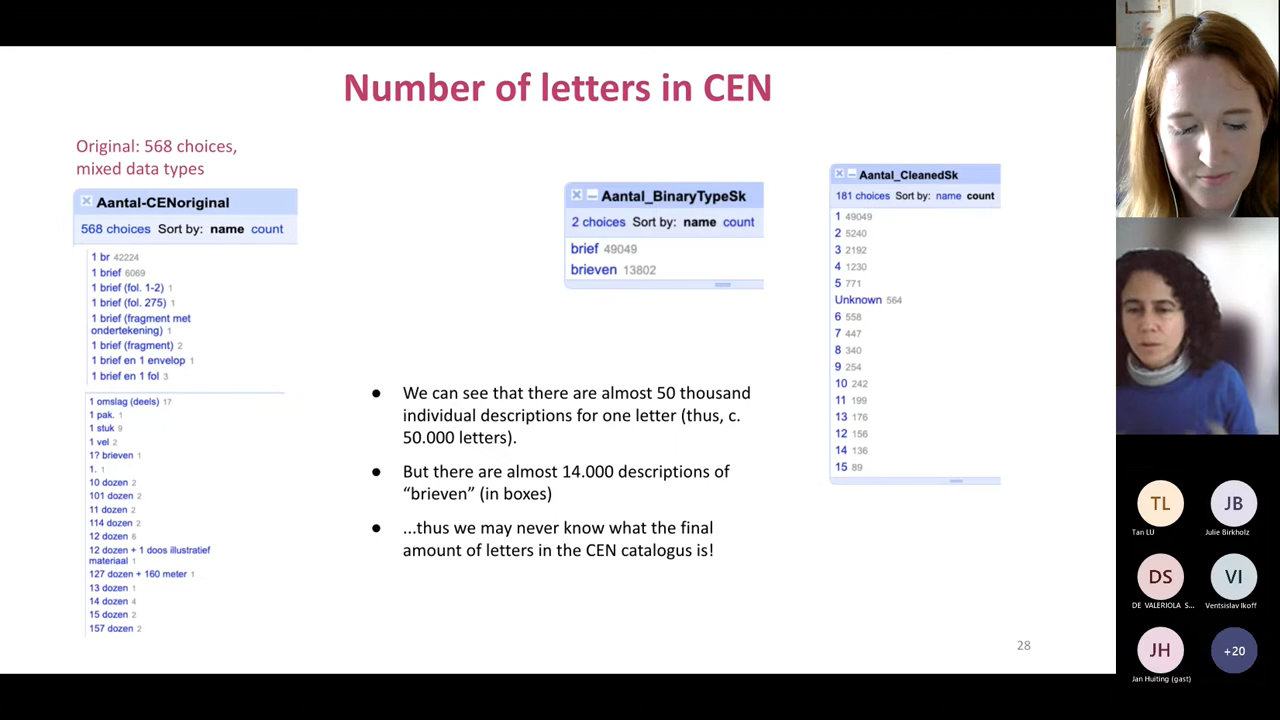 Number of letters in CEN
Original: 568 choices,
mixed data types
Aantal-CENoriginal
568 choices Sort by: name count
1 br 42224
1 brief 6069
1 brief (fol. 1-2) 1
1 brief (fol. 275) 1
1 brief (fragment met
ondertekening) 1
1 brief (fragment) 2
1 brief en 1 envelop 1
1 brief en 1 fol 3
1 omslag (deels) 17
1 pak. 1
1 stuk 9
1 vel 2
1? brieven 1
1. 1
10 dozen 2
101 dozen 2
11 dozen 2
114 dozen 2
12 dozen 6
12 dozen + 1 doos illustratief
materiaal 1
127 dozen + 160 meter 1
13 dozen 1
14 dozen 4
15 dozen 2
157 dozen 2
Aantal_BinaryTypeSk
2 choices Sort by: name count
brief 49049
brieven 13802
● We can see that there are almost 50 thousand
individual descriptions for one letter (thus, c.
50.000 letters).
● But there are almost 14.000 descriptions of
“brieven” (in boxes)
● ...thus we may never know what the final
amount of letters in the CEN catalogus is!
Aantal_CleanedSk
181 choices Sort by: name count
1 49049
2 5240
3 2192
4 1230
5 771
Unknown 564
6 558
7 447
8 340
9 254
10 242
11 199
13 176
12 156
14 136
15 89
28
TL
Tan LU
JB
Julie Birkholz
DS
DE VALERIOLA S...
VI
Ventsislav Ikoff
JH
Jan Huiting (gast)
+20